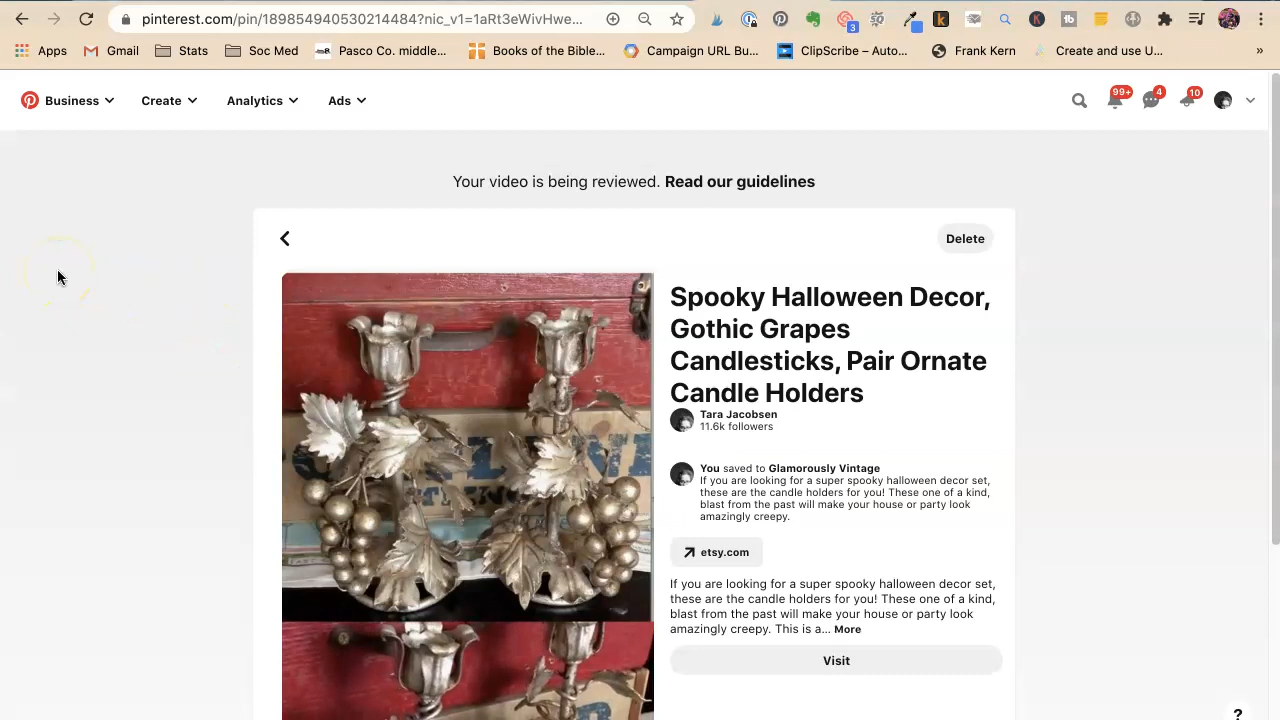 pinterest.com/pin/189854940530214484?nic_v1=1aRt3eWivHwe...
3
Apps
Gmail
Stats
Soc Med
Pasco Co. middle...
Books of the Bible...
Campaign URL Bu...
ClipScribe – Auto...
Frank Kern
Create and use U...
»
Business
Create
Analytics
Ads
99+
4
10
Your video is being reviewed. Read our guidelines
Delete
Spooky Halloween Decor,
Gothic Grapes
Candlesticks, Pair Ornate
Candle Holders
Tara Jacobsen
11.6k followers
You saved to Glamorously Vintage
If you are looking for a super spooky halloween decor set,
these are the candle holders for you! These one of a kind,
blast from the past will make your house or party look
amazingly creepy.
etsy.com
If you are looking for a super spooky halloween decor set,
these are the candle holders for you! These one of a kind,
blast from the past will make your house or party look
amazingly creepy. This is a... More
Visit
?